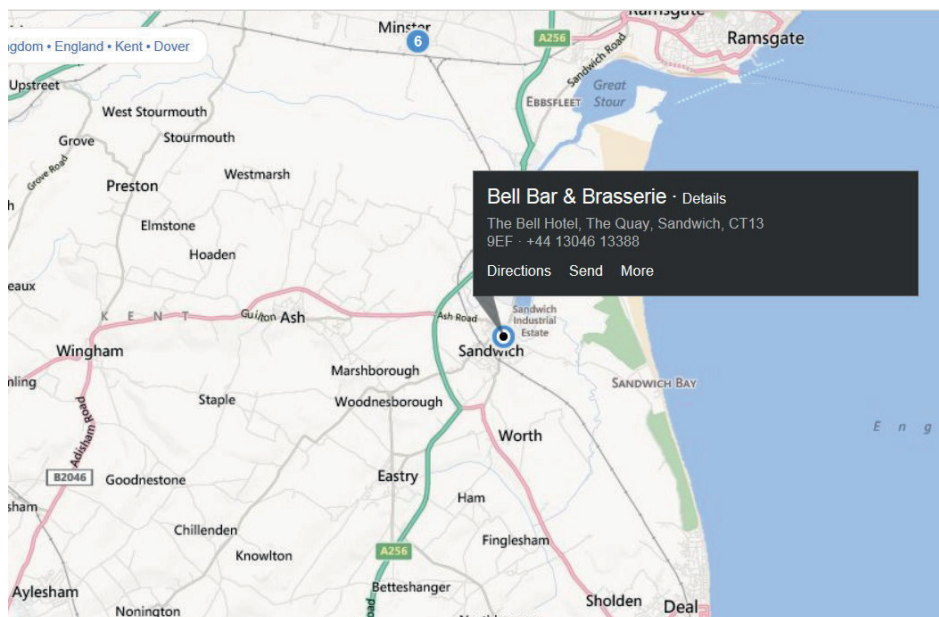 Ramsgate
Minster
6
A256
Ramsgate
ngdom • England • Kent • Dover
Sandwich Road
Upstreet
Great
Stour
EBBSFLEET
West Stourmouth
Grove
Stourmouth
Grove Road
Westmarsh
Preston
Bell Bar & Brasserie · Details
The Bell Hotel, The Quay, Sandwich, CT13
9EF · +44 13046 13388
Directions Send More
Elmstone
Hoaden
eaux
KENT
Guilton
Ash
Ash Road
Sandwich
Industrial
Estate
Wingham
Sandwich
Marshborough
SANDWICH BAY
Staple
Woodnesborough
Adisham Road
Eng
Worth
B2046
Goodnestone
Eastry
Ham
Chillenden
Finglesham
Knowlton
A256
Betteshanger
Aylesham
Sholden
Deal
Nonington